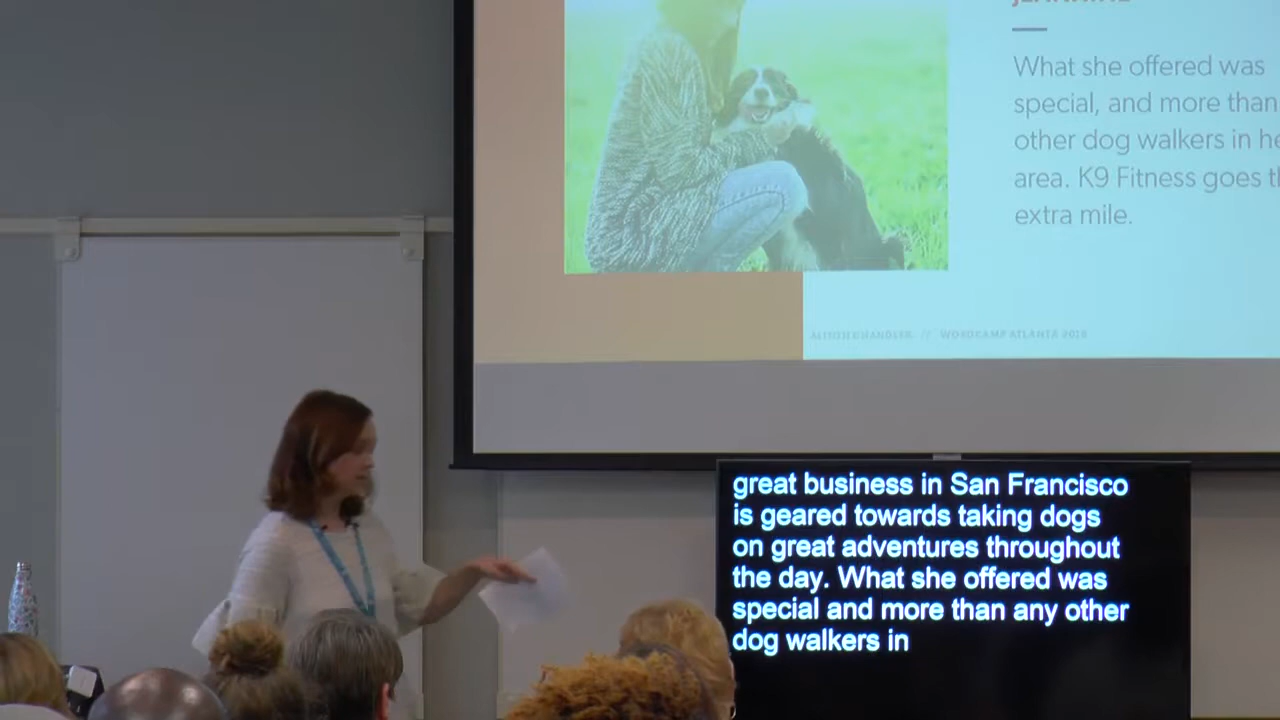 What she offered was
special, and more than
other dog walkers in
area. K9 Fitness goes
extra mile.
WORDCAMP ATLANTA
great business in San Francisco
is geared towards taking dogs
on great adventures throughout
the day. What she offered was
special and more than any other
dog walkers in